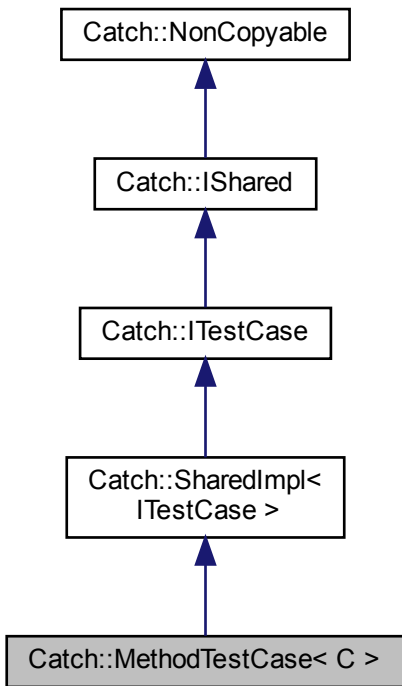 Catch::NonCopyable
Catch::IShared
Catch::ITestCase
Catch::SharedImpl<
ITestCase >
Catch::MethodTestCase< C >